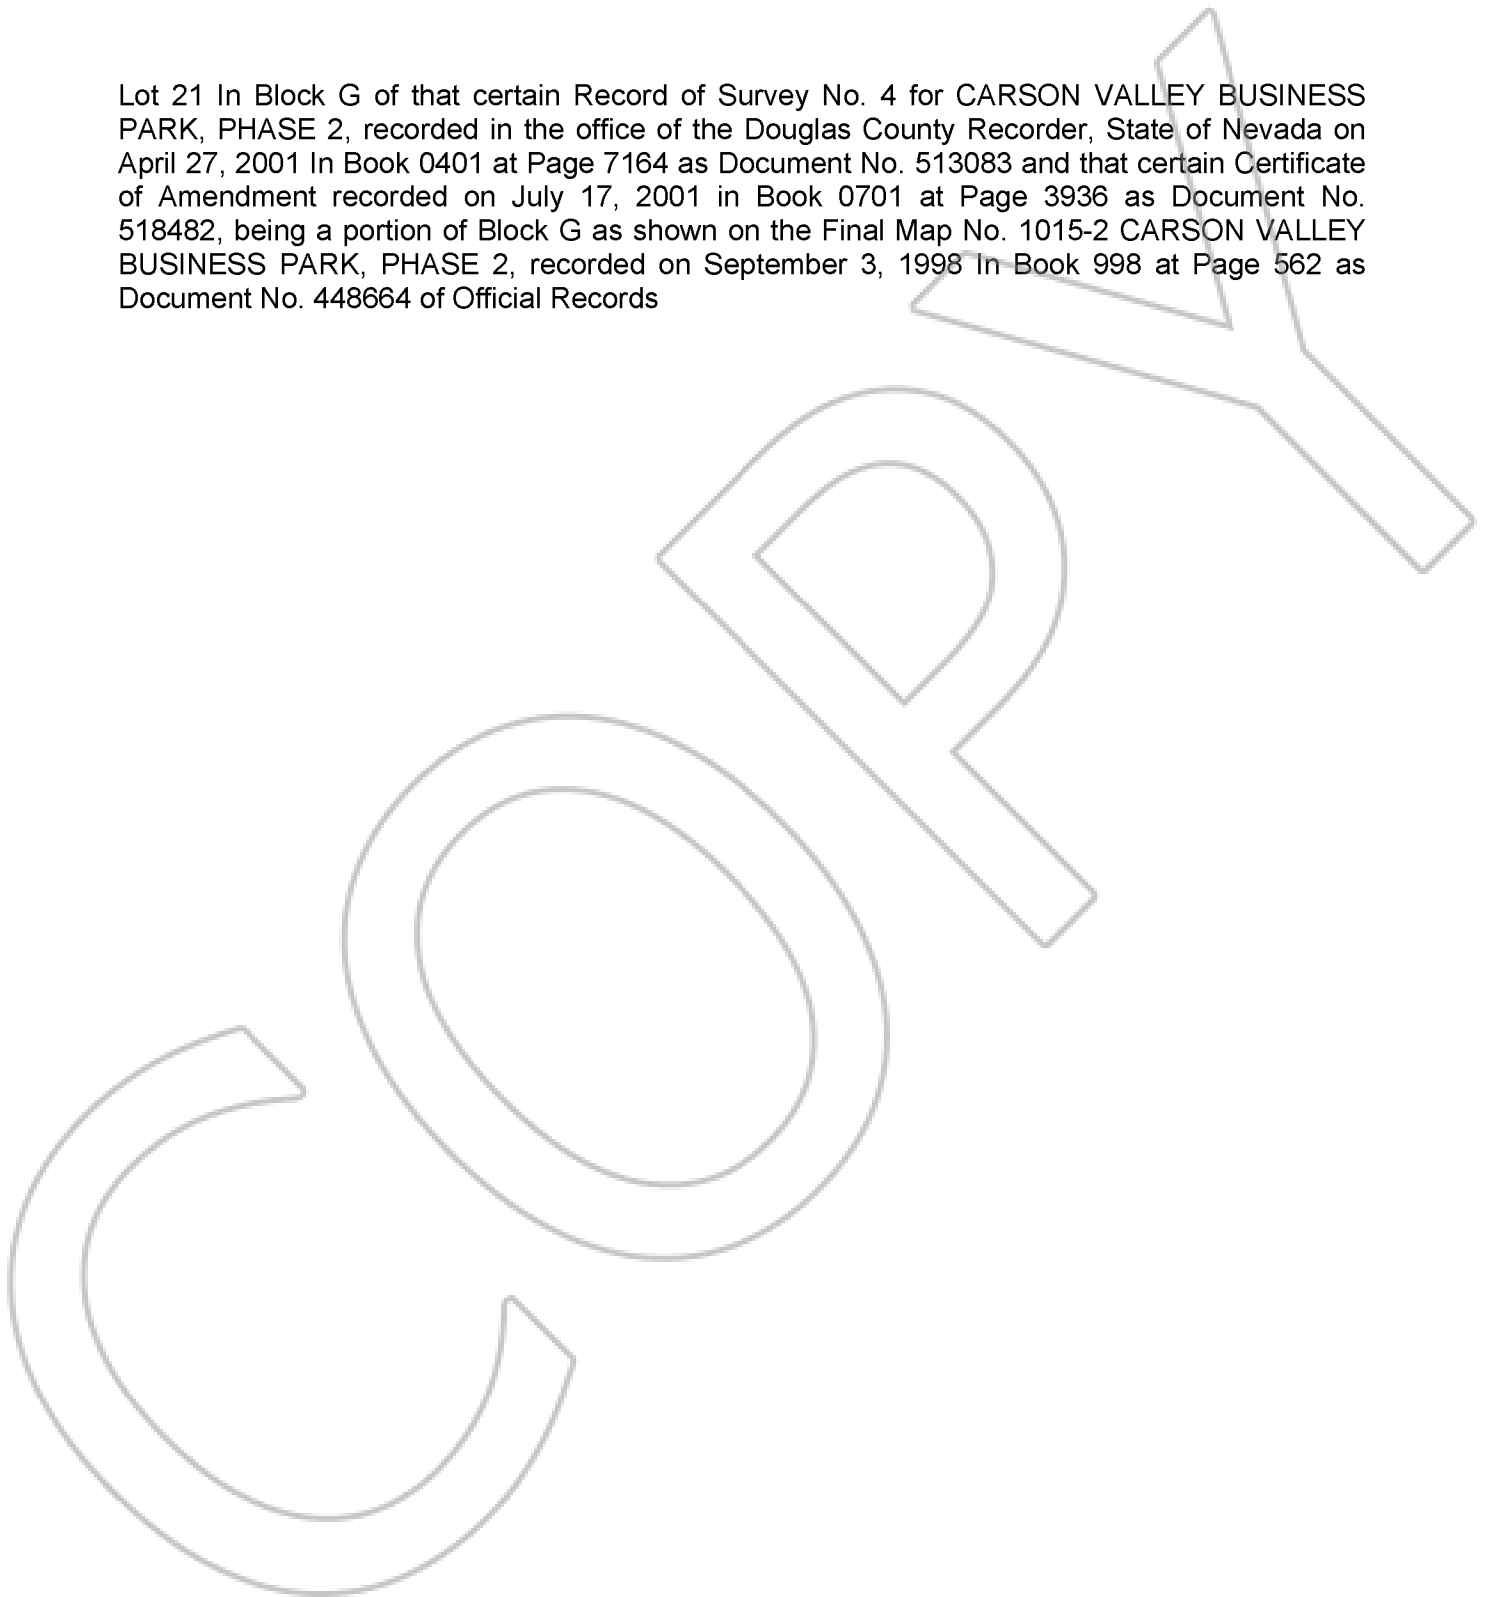 Lot 21 In Block G of that certain Record of Survey No. 4 for CARSON VALLEY BUSINESS
PARK, PHASE 2, recorded in the office of the Douglas County Recorder, State of Nevada on
April 27, 2001 In Book 0401 at Page 7164 as Document No. 513083 and that certain Certificate
of Amendment recorded on July 17, 2001 in Book 0701 at Page 3936 as Document No.
518482, being a portion of Block G as shown on the Final Map No. 1015-2 CARSON VALLEY
BUSINESS PARK, PHASE 2, recorded on September 3, 1998 In Book 998 at Page 562 as
Document No. 448664 of Official Records
COPY